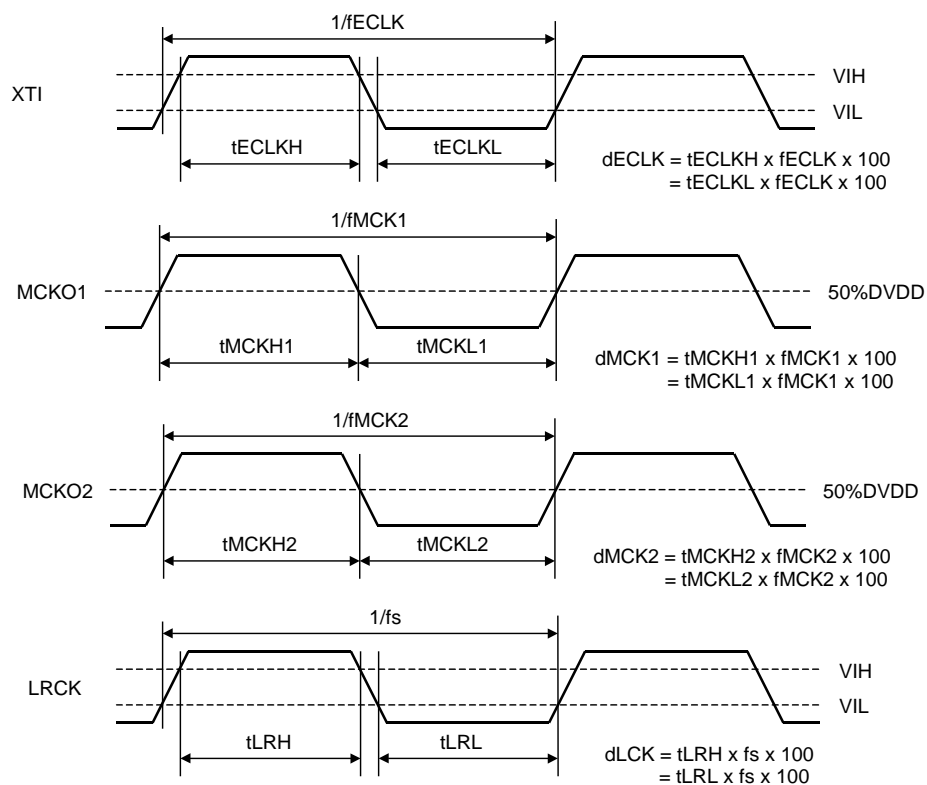 1/fECLK
XTI
VIH
VIL
tECLKH
tECLKL
dECLK = tECLKH x fECLK x 100
= tECLKL x fECLK x 100
1/fMCK1
MCKO1
50%DVDD
tMCKH1
tMCKL1
dMCK1 = tMCKH1 x fMCK1 x 100
= tMCKL1 x fMCK1 x 100
1/fMCK2
MCKO2
50%DVDD
tMCKH2
tMCKL2
dMCK2 = tMCKH2 x fMCK2 x 100
= tMCKL2 x fMCK2 x 100
1/fs
LRCK
VIH
VIL
tLRH
tLRL
dLCK = tLRH x fs x 100
= tLRL x fs x 100